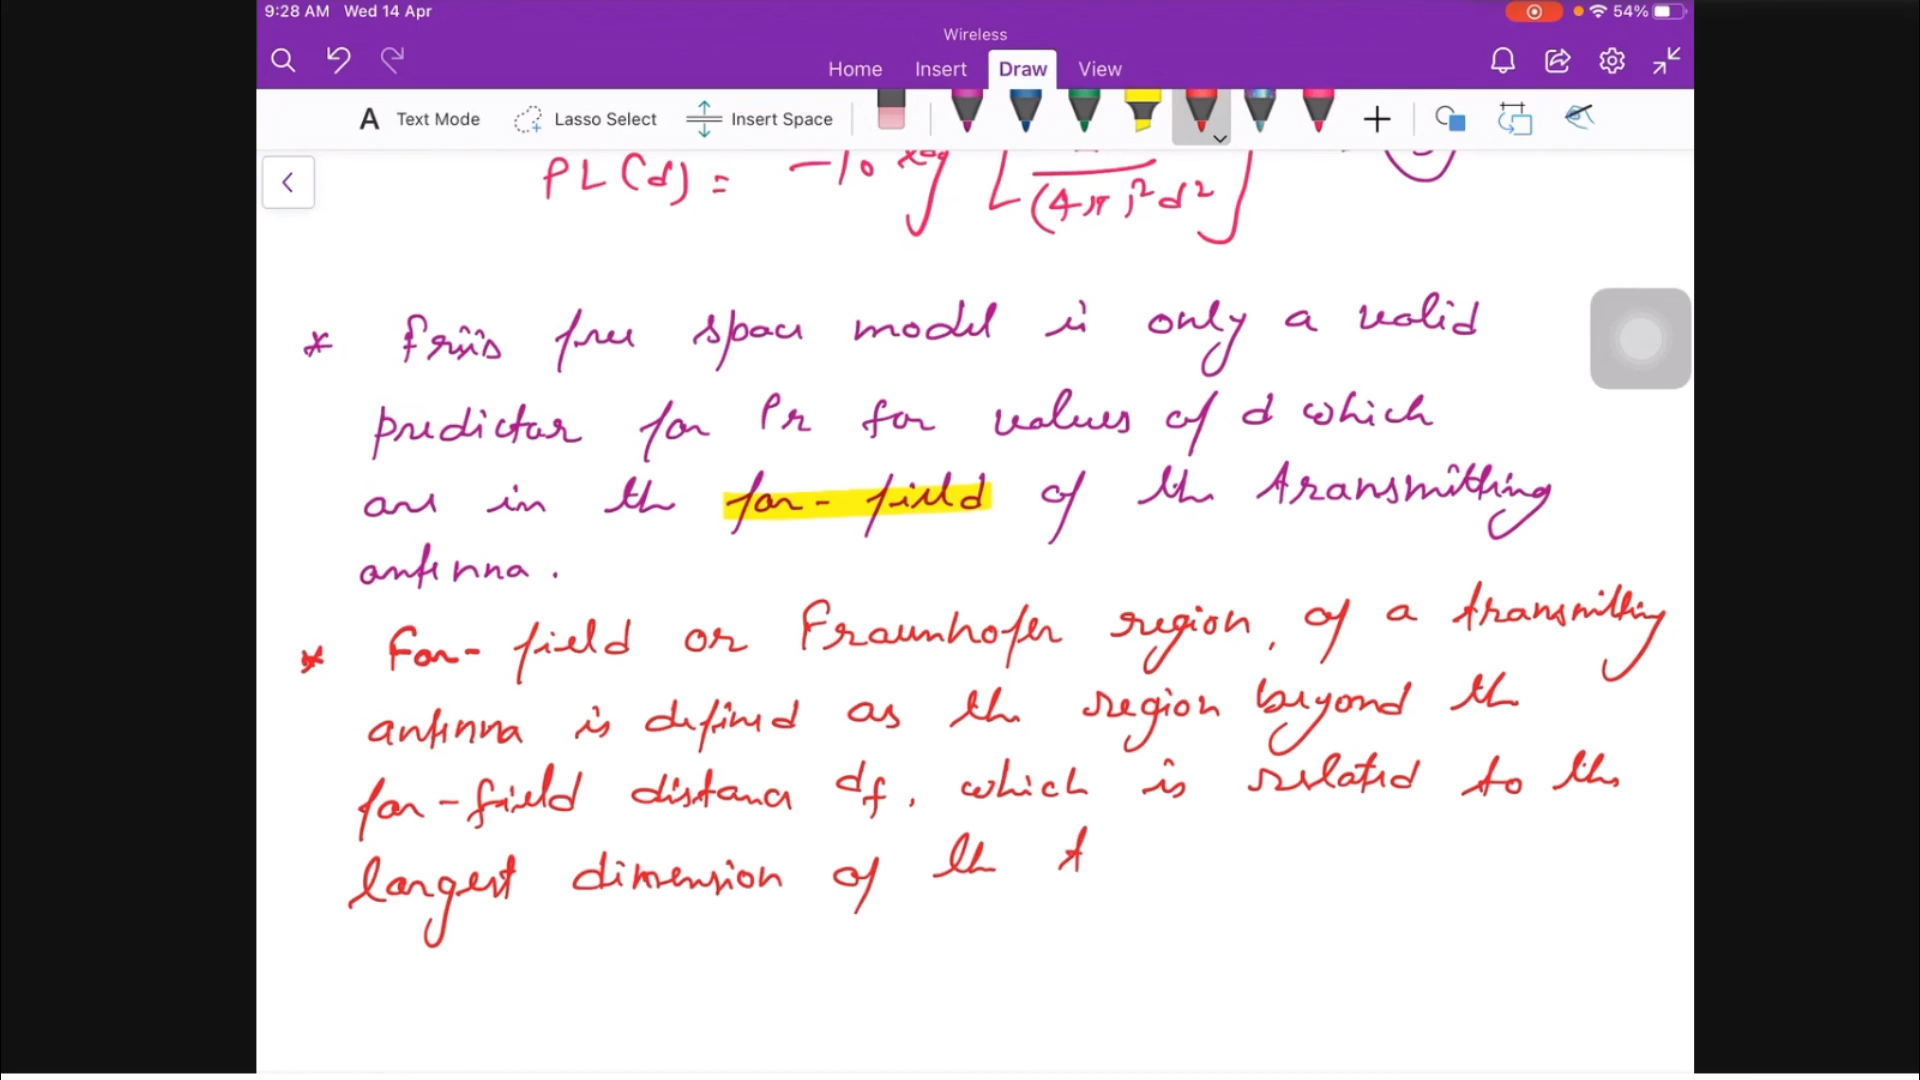 9:28 AM Wed 14 Apr
54%
Wireless
Home Insert Draw View
A Text Mode Lasso Select Insert Space
PL(d) = -10 log [ / (4π)²d² ]
* Friis free space model is only a valid
predictor for Pr for values of d which
are in the far-field of the transmitting
antenna.
* Far-field or Fraunhofer region, of a transmitting
antenna is defined as the region beyond the
far-field distance df, which is related to the
largest dimension of the t